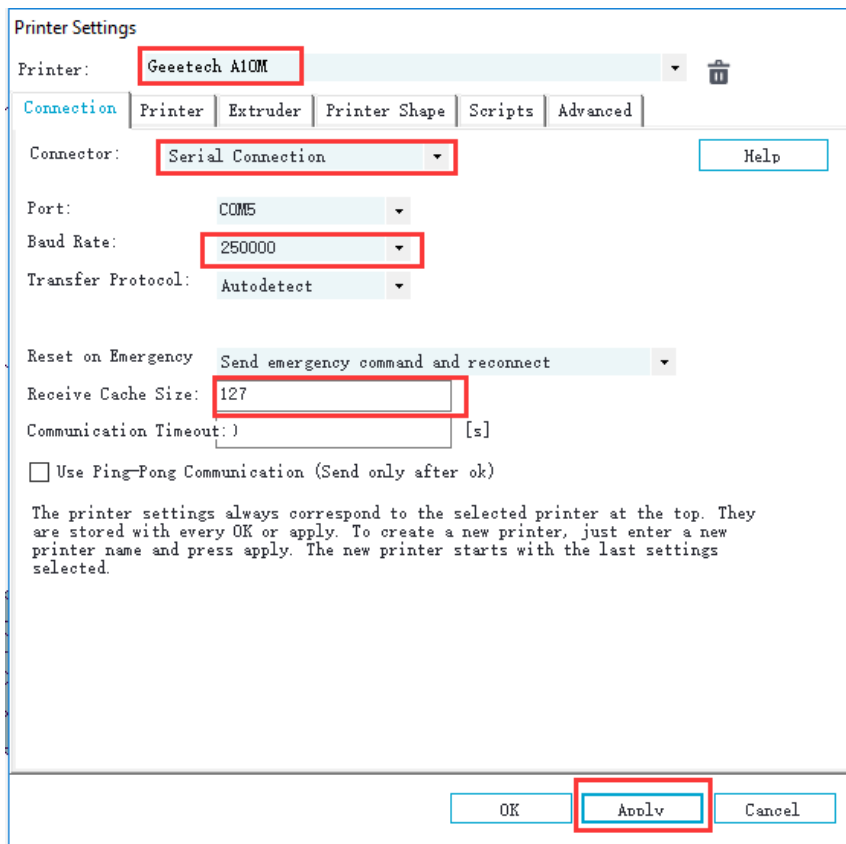 Printer Settings
Printer: Geeetech A10M
Connection Printer Extruder Printer Shape Scripts Advanced
Connector: Serial Connection Help
Port: COM5
Baud Rate: 250000
Transfer Protocol: Autodetect
Reset on Emergency Send emergency command and reconnect
Receive Cache Size: 127
Communication Timeout: ) [s]
Use Ping-Pong Communication (Send only after ok)
The printer settings always correspond to the selected printer at the top. They
are stored with every OK or apply. To create a new printer, just enter a new
printer name and press apply. The new printer starts with the last settings
selected.
OK Apply Cancel